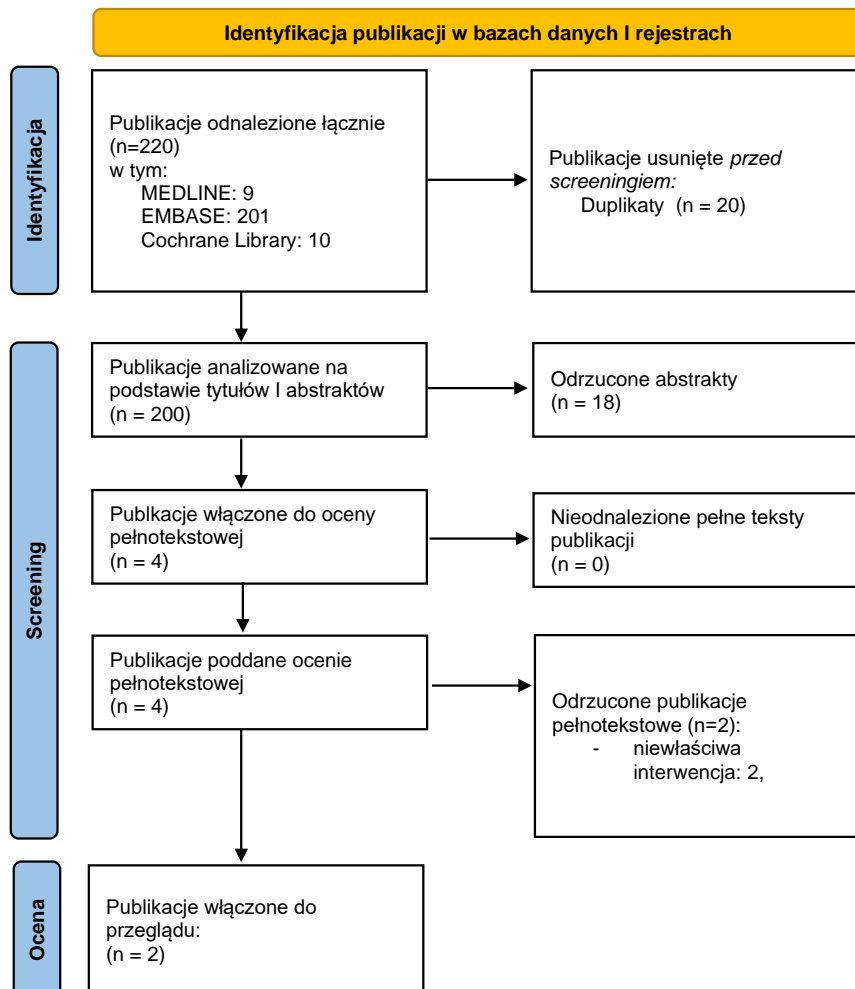 Identyfikacja publikacji w bazach danych I rejestrach
Identyfikacja
Publikacje odnalezione łącznie
(n=220)
w tym:
MEDLINE: 9
EMBASE: 201
Cochrane Library: 10
Publikacje usunięte przed
screeningiem:
Duplikaty (n = 20)
Screening
Publikacje analizowane na
podstawie tytułów I abstraktów
(n = 200)
Odrzucone abstrakty
(n = 18)
Publkacje włączone do oceny
pełnotekstowej
(n = 4)
Nieodnalezione pełne teksty
publikacji
(n = 0)
Publikacje poddane ocenie
pełnotekstowej
(n = 4)
Odrzucone publikacje
pełnotekstowe (n=2):
- niewłaściwa
interwencja: 2,
Ocena
Publikacje włączone do
przeglądu:
(n = 2)